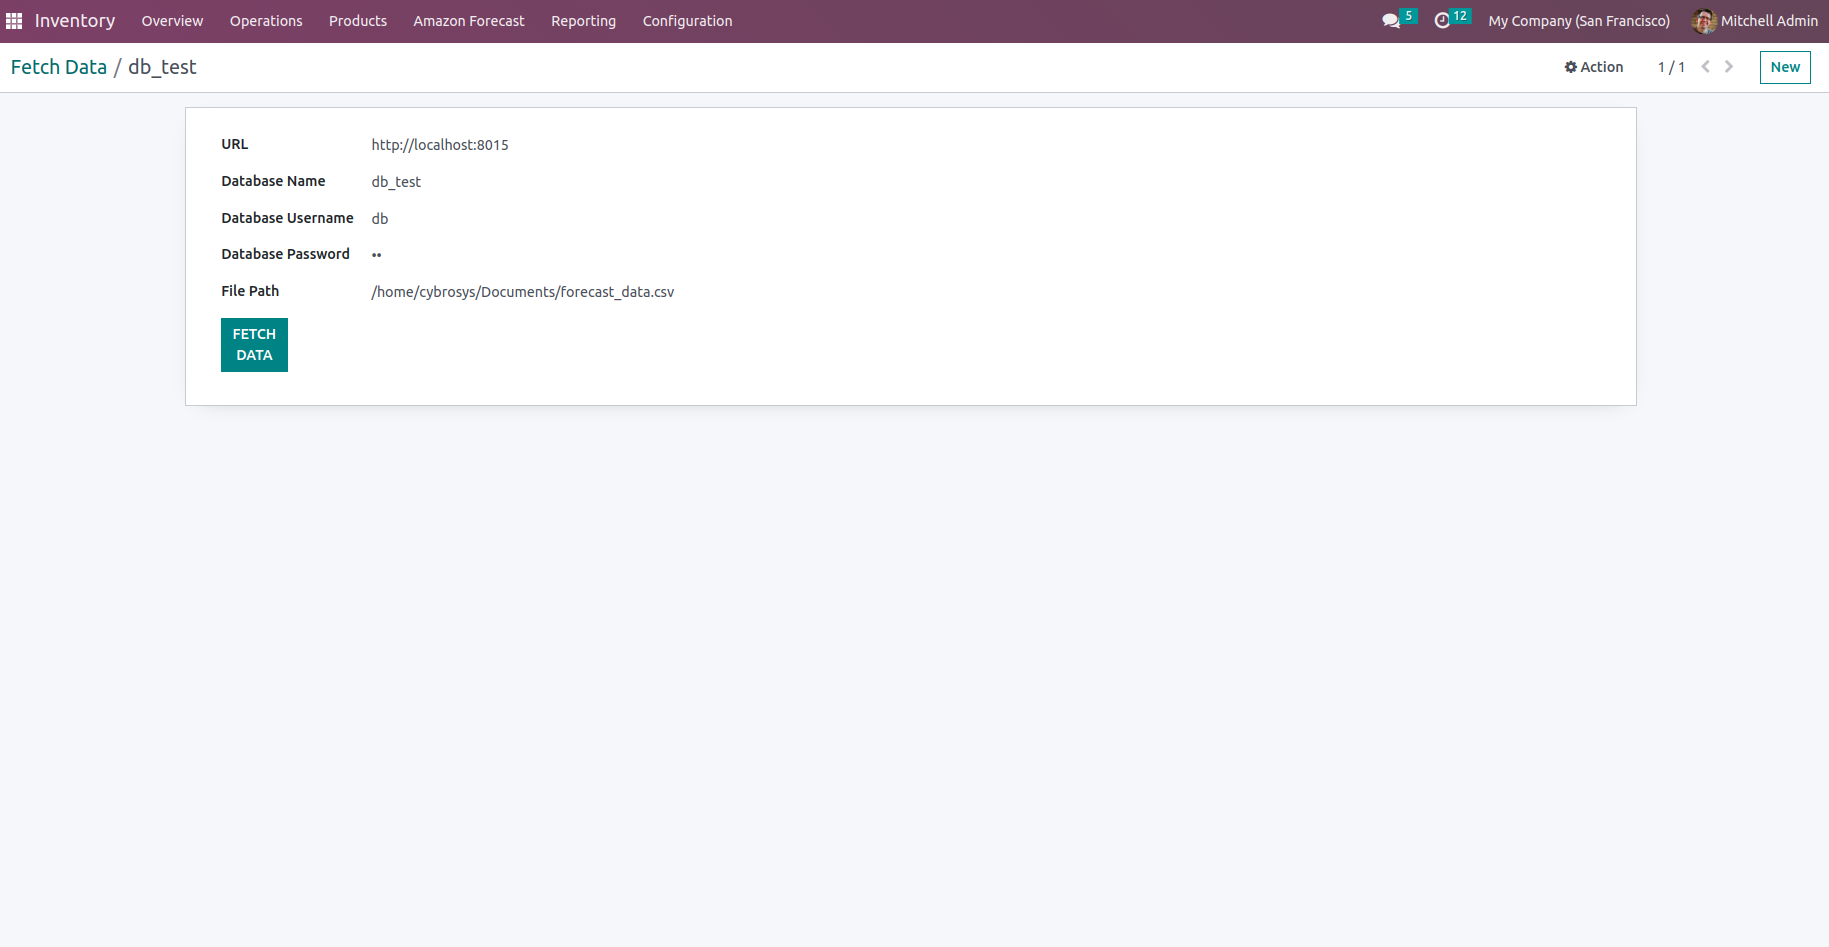 Inventory Overview Operations Products Amazon Forecast Reporting Configuration 5 12 My Company (San Francisco) Mitchell Admin
Fetch Data / db_test Action 1 / 1 New
URL http://localhost:8015
Database Name db_test
Database Username db
Database Password ••
File Path /home/cybrosys/Documents/forecast_data.csv
FETCH
DATA